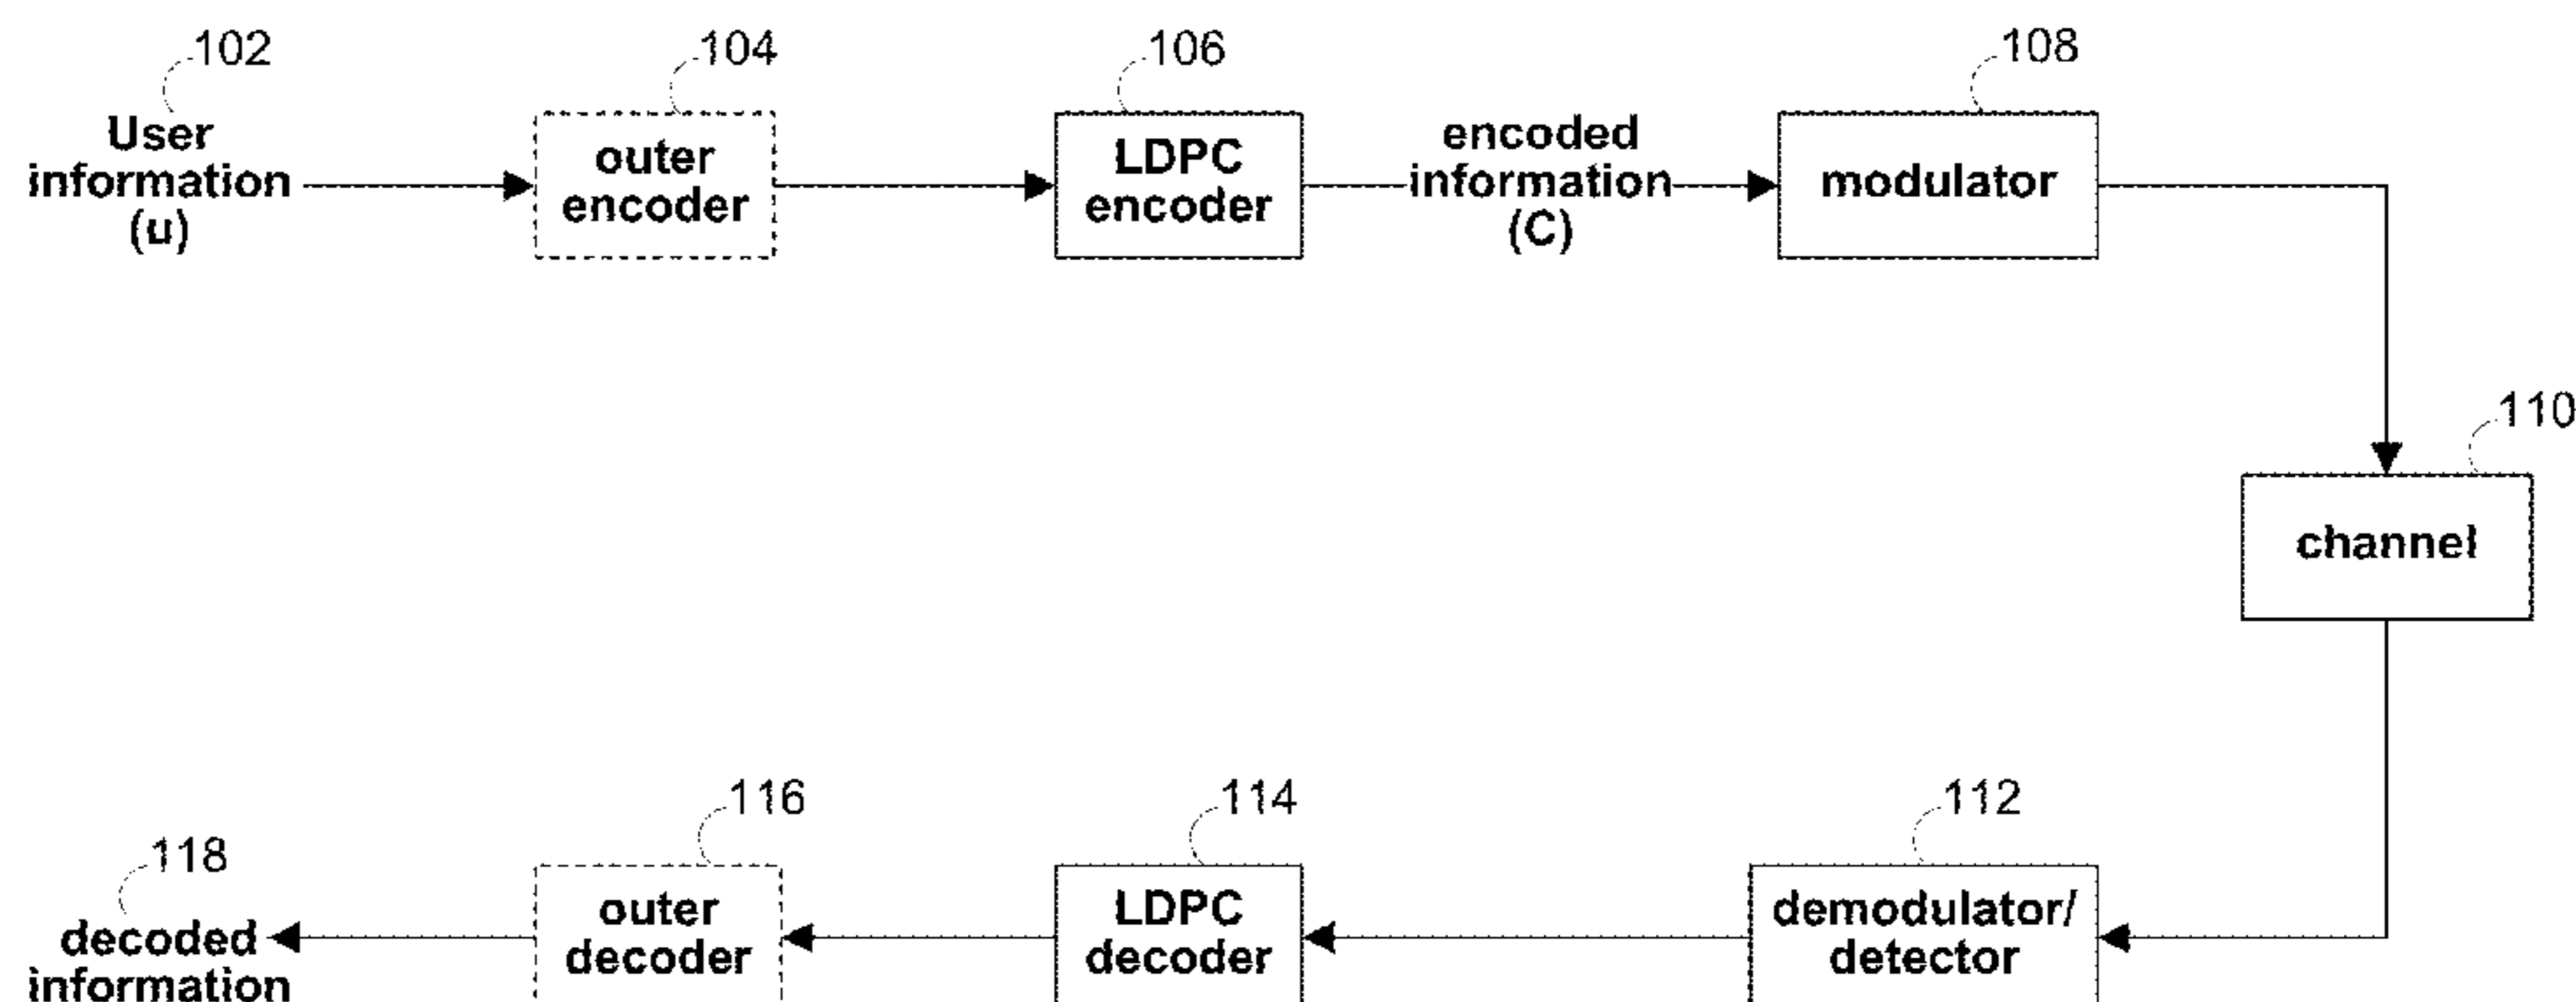 102
104
106
108
User
information
(u)
outer
encoder
LDPC
encoder
encoded
information
(C)
modulator
110
channel
116
114
112
118
decoded
information
outer
decoder
LDPC
decoder
demodulator/
detector